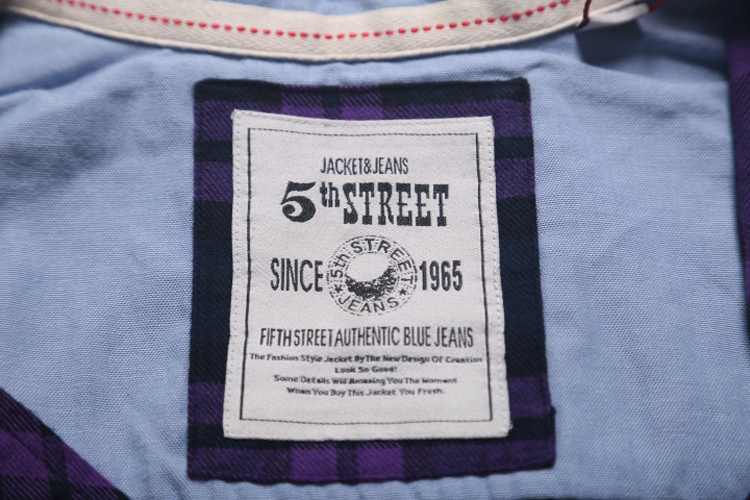 JACKET&JEANS
5th STREET
SINCE 1965
5th STREET
JEANS
FIFTH STREET AUTHENTIC BLUE JEANS
The Fashion Style Jacket By The New Design Of Creation
Look So Good!
Some Details Will Amazing You The Moment
When You Buy This Jacket You Fresh.